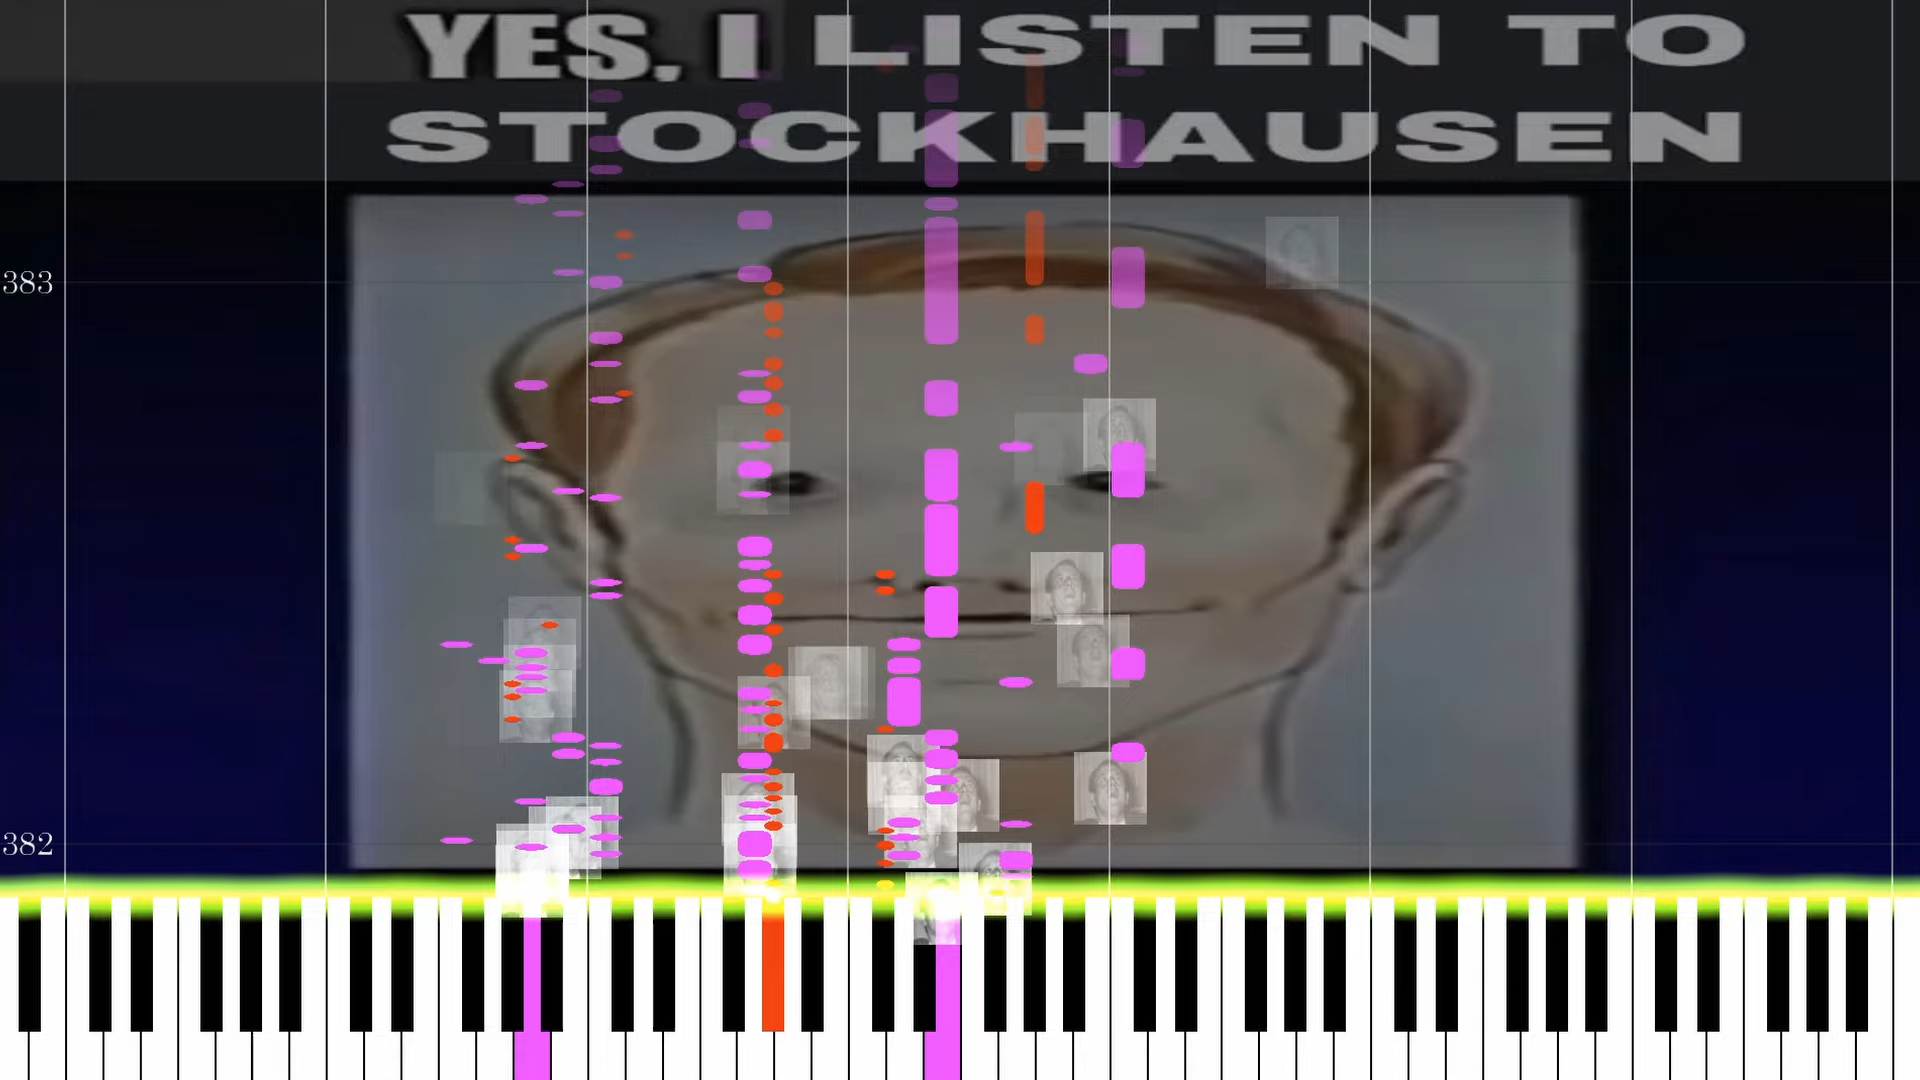 YES, I LISTEN TO
STOCKHAUSEN
383
382